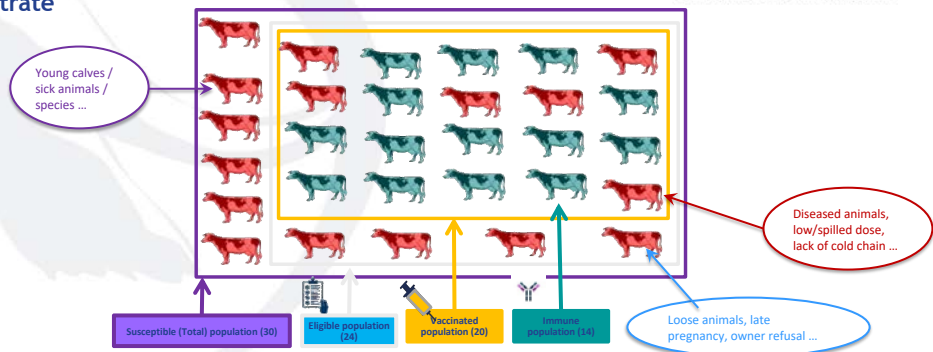 trate
Young calves /
sick animals /
species ...
Diseased animals,
low/spilled dose,
lack of cold chain ...
Susceptible (Total) population (30)
Eligible population
(24)
Vaccinated
population (20)
Immune
population (14)
Loose animals, late
pregnancy, owner refusal ...